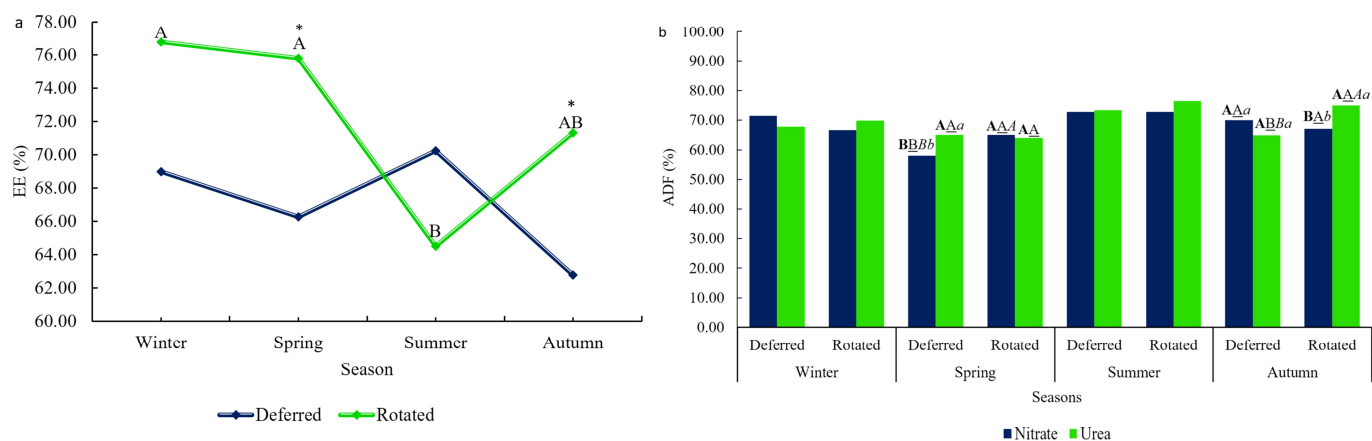 a
78.00
76.00
74.00
72.00
70.00
68.00
66.00
64.00
62.00
60.00
EE (%)
A
*
A
B
*
AB
Winter Spring Summer Autumn
Season
Deferred Rotated
b
100.00
90.00
80.00
70.00
60.00
50.00
40.00
30.00
20.00
10.00
0.00
ADF (%)
BBBb AAa AAA AA AAa ABBa BAb AAAa
Deferred Rotated Deferred Rotated Deferred Rotated Deferred Rotated
Winter Spring Summer Autumn
Seasons
Nitrate Urea